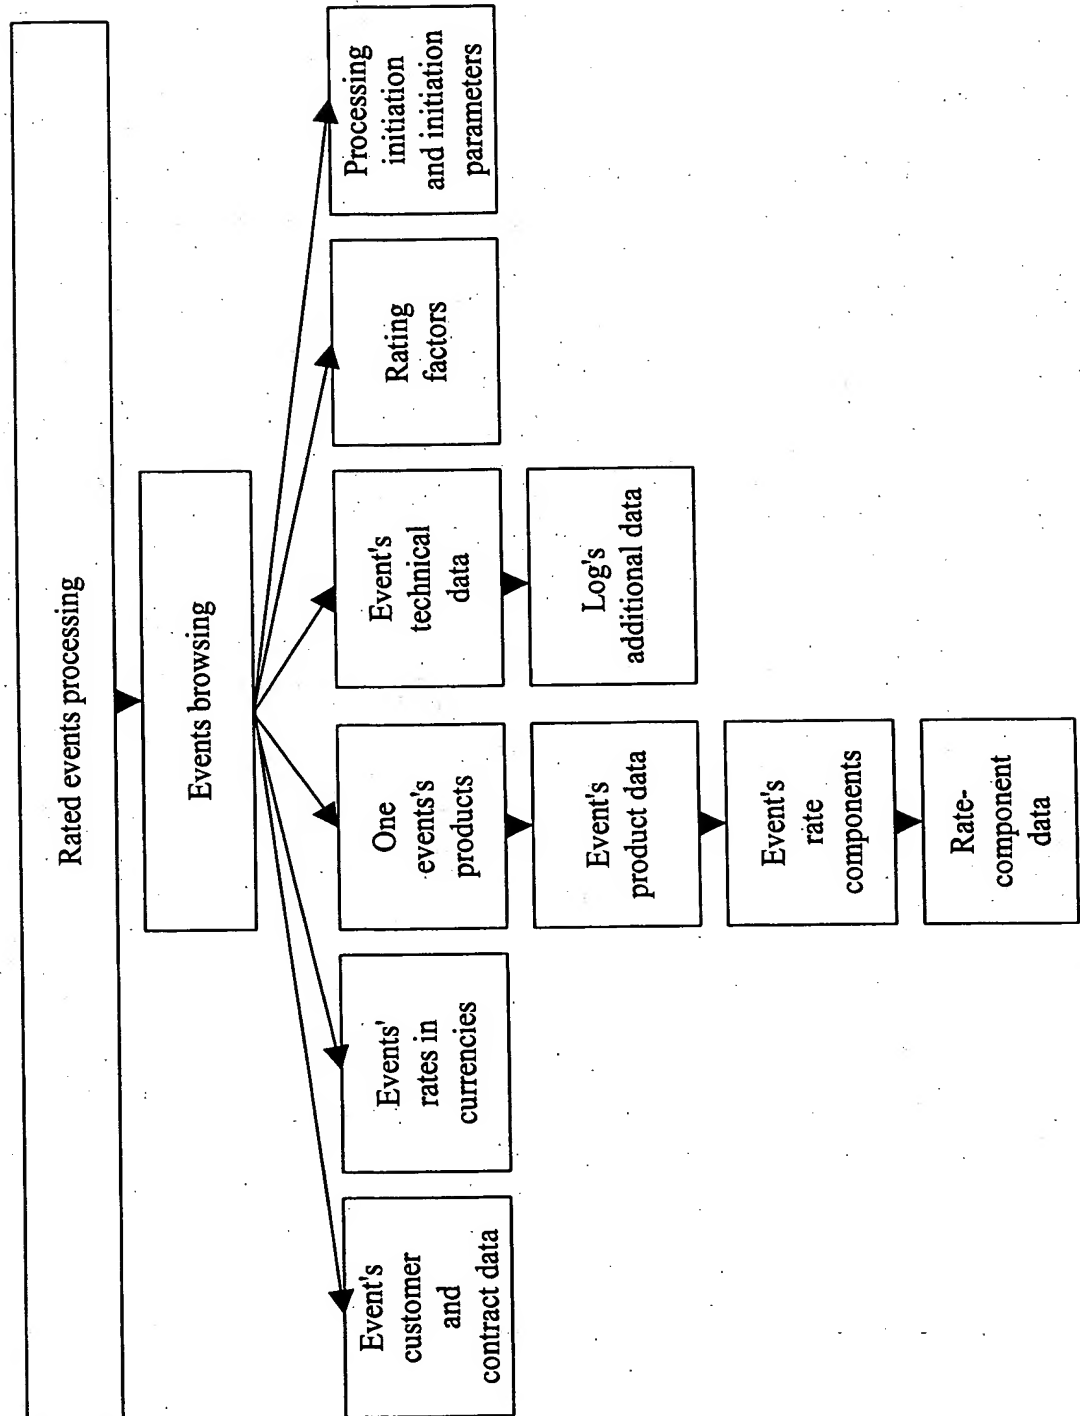 Rated events processing
Events browsing
Event's
customer
and
contract data
Events'
rates in
currencies
One
events's
products
Event's
technical
data
Rating
factors
Processing
initiation
and initiation
parameters
Event's
product data
Log's
additional data
Event's
rate
components
Rate-
component
data